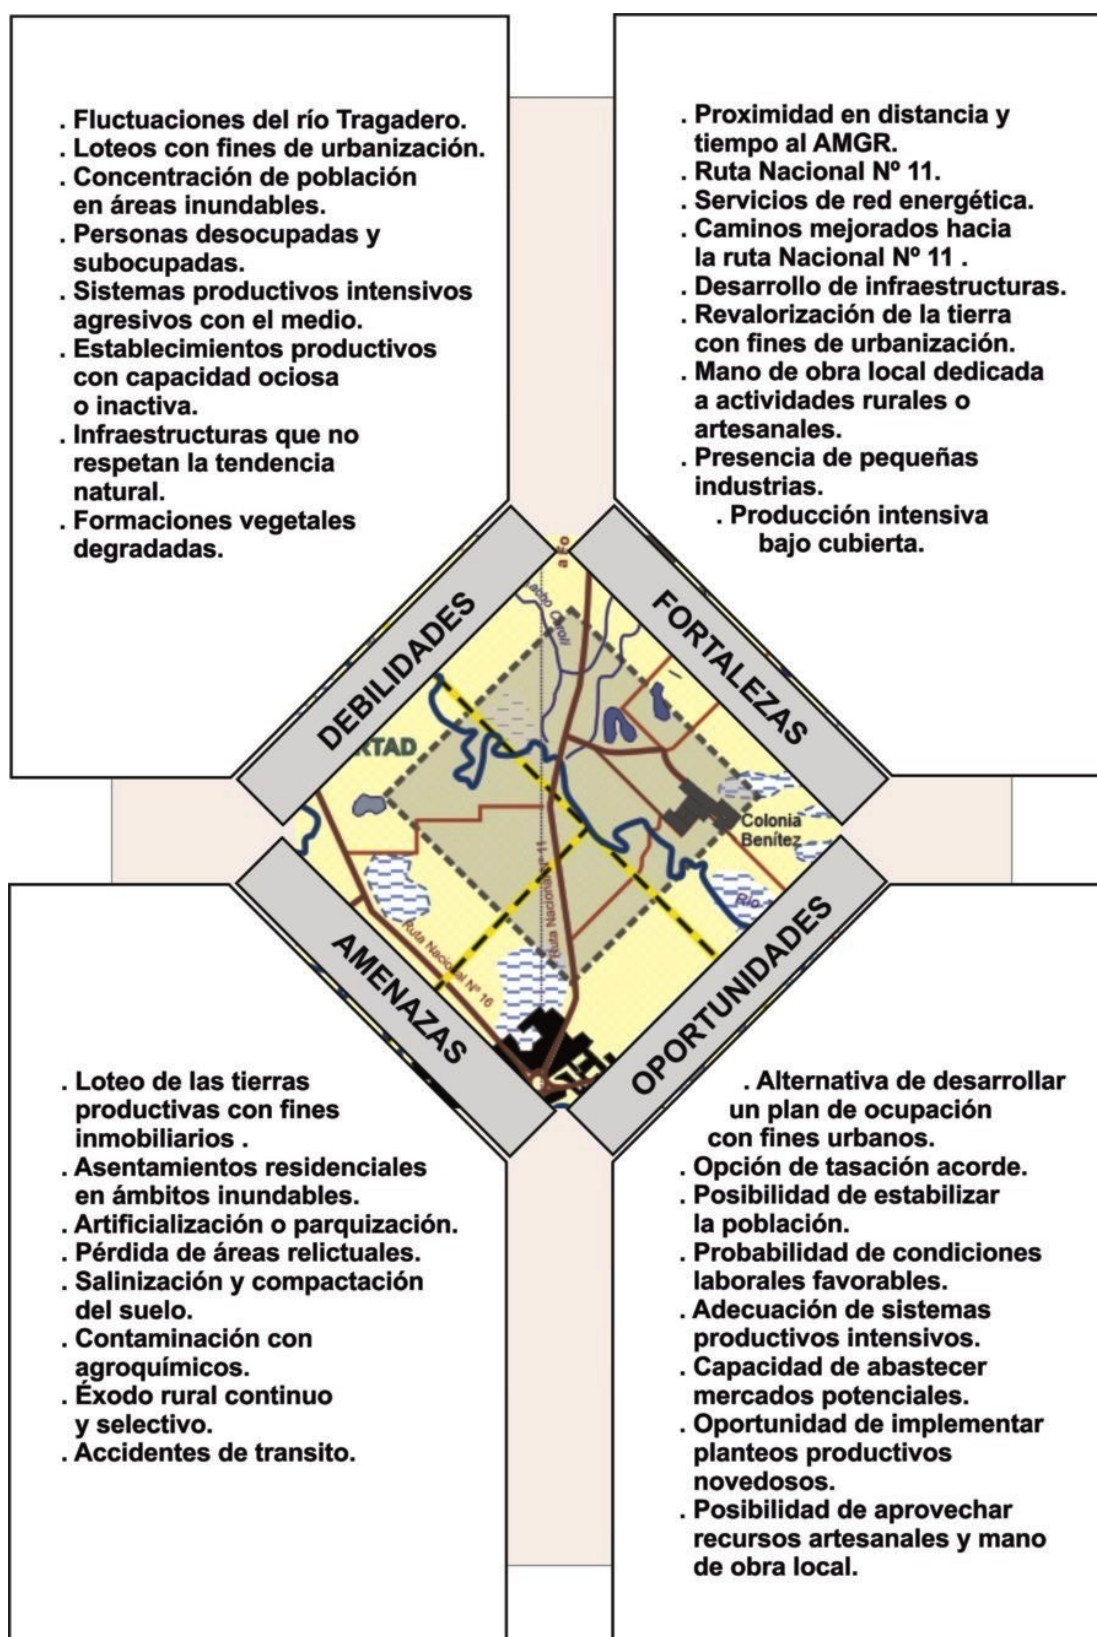 . Fluctuaciones del río Tragadero.
. Loteos con fines de urbanización.
. Concentración de población
en áreas inundables.
. Personas desocupadas y
subocupadas.
. Sistemas productivos intensivos
agresivos con el medio.
. Establecimientos productivos
con capacidad ociosa
o inactiva.
. Infraestructuras que no
respetan la tendencia
natural.
. Formaciones vegetales
degradadas.
DEBILIDADES
. Proximidad en distancia y
tiempo al AMGR.
. Ruta Nacional Nº 11.
. Servicios de red energética.
. Caminos mejorados hacia
la ruta Nacional Nº 11 .
. Desarrollo de infraestructuras.
. Revalorización de la tierra
con fines de urbanización.
. Mano de obra local dedicada
a actividades rurales o
artesanales.
. Presencia de pequeñas
industrias.
. Producción intensiva
bajo cubierta.
FORTALEZAS
a Fo
RTAD
Colonia
Benítez
Río
Ruta Nacional Nº 11
Ruta Nacional Nº 16
AMENAZAS
. Loteo de las tierras
productivas con fines
inmobiliarios .
. Asentamientos residenciales
en ámbitos inundables.
. Artificialización o parquización.
. Pérdida de áreas relictuales.
. Salinización y compactación
del suelo.
. Contaminación con
agroquímicos.
. Éxodo rural continuo
y selectivo.
. Accidentes de transito.
OPORTUNIDADES
. Alternativa de desarrollar
un plan de ocupación
con fines urbanos.
. Opción de tasación acorde.
. Posibilidad de estabilizar
la población.
. Probabilidad de condiciones
laborales favorables.
. Adecuación de sistemas
productivos intensivos.
. Capacidad de abastecer
mercados potenciales.
. Oportunidad de implementar
planteos productivos
novedosos.
. Posibilidad de aprovechar
recursos artesanales y mano
de obra local.